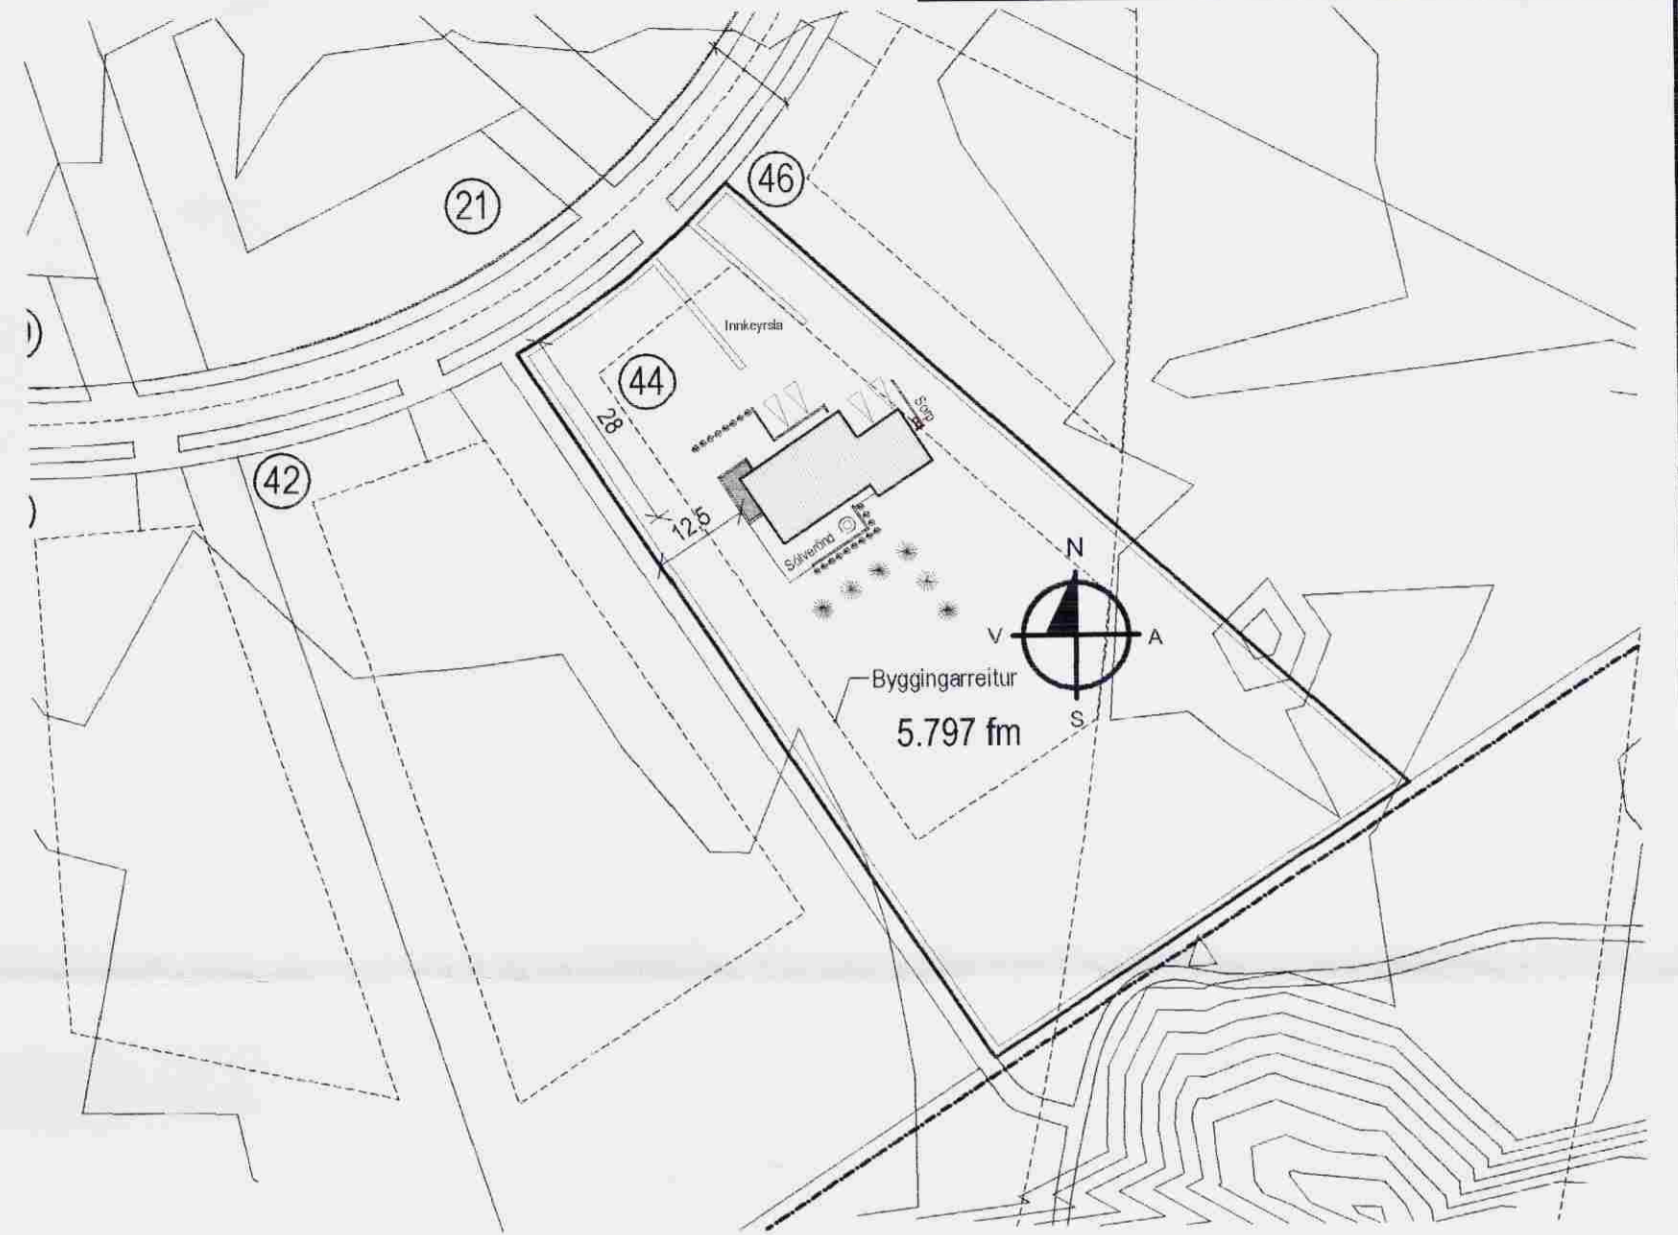 46
21
Innkeyrsla
44
28
Sorp
42
12.5
Sólverönd
N
V
A
S
Byggingarreitur
5.797 fm
)
)